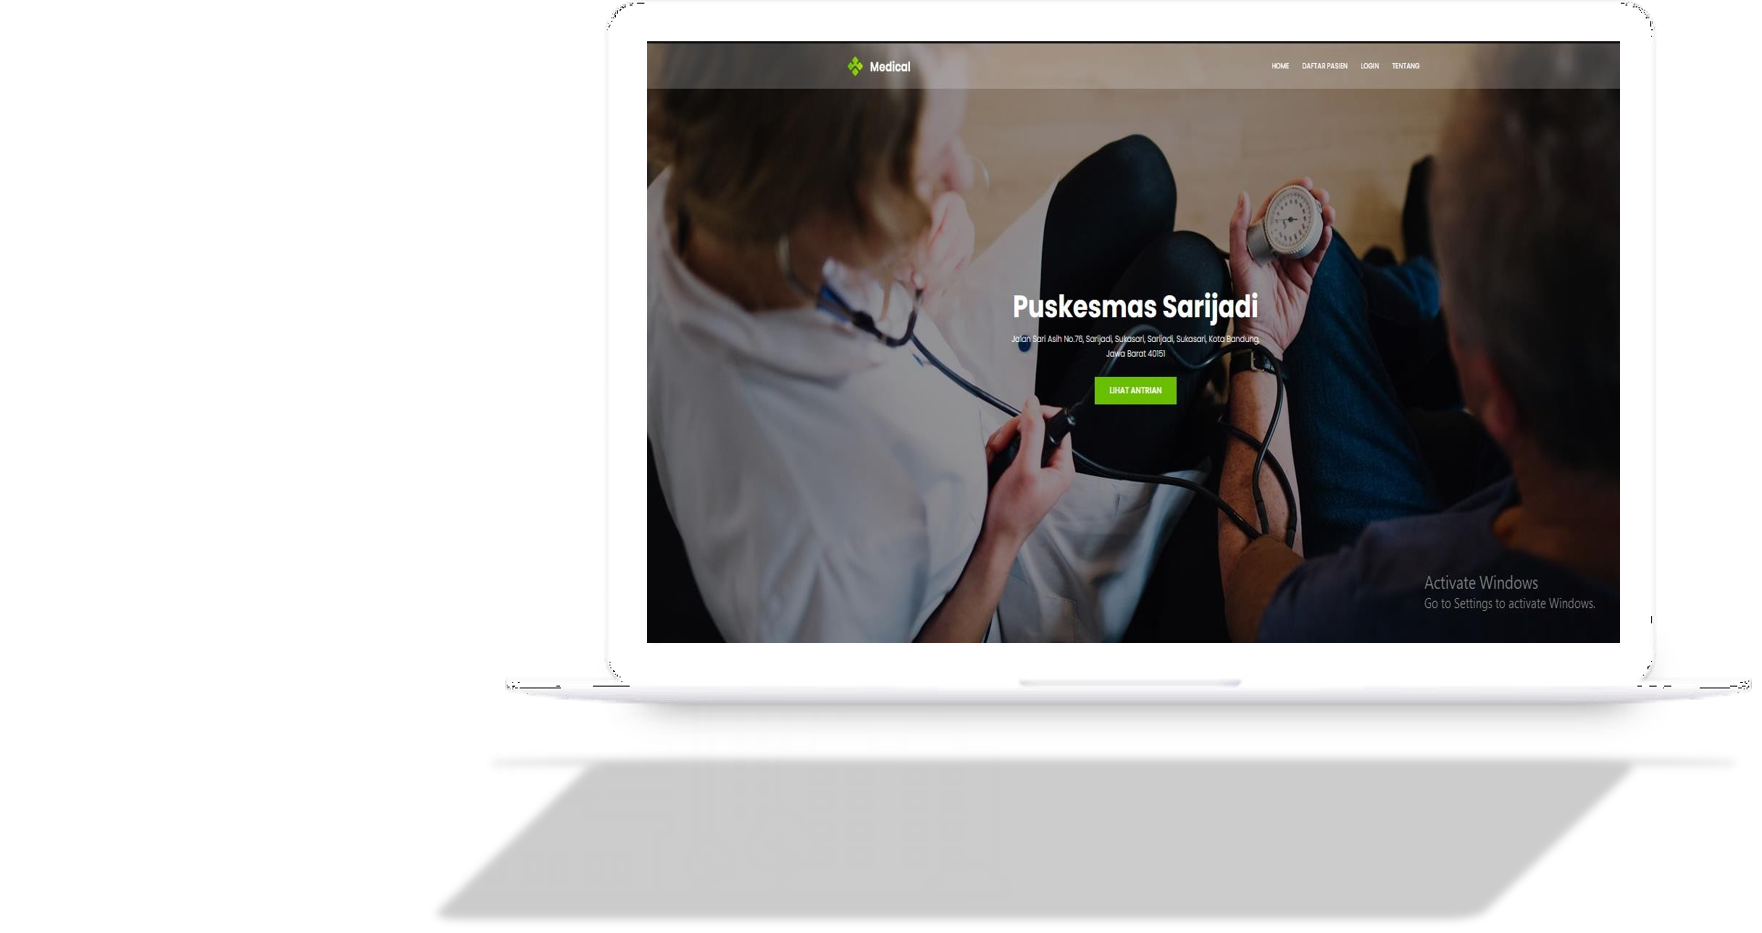 Medical
HOME DAFTAR PASIEN LOGIN TENTANG
Puskesmas Sarijadi
Jalan Sari Asih No.76, Sarijadi, Sukasari, Sarijadi, Sukasari, Kota Bandung,
Jawa Barat 40151
LIHAT ANTRIAN
Activate Windows
Go to Settings to activate Windows.